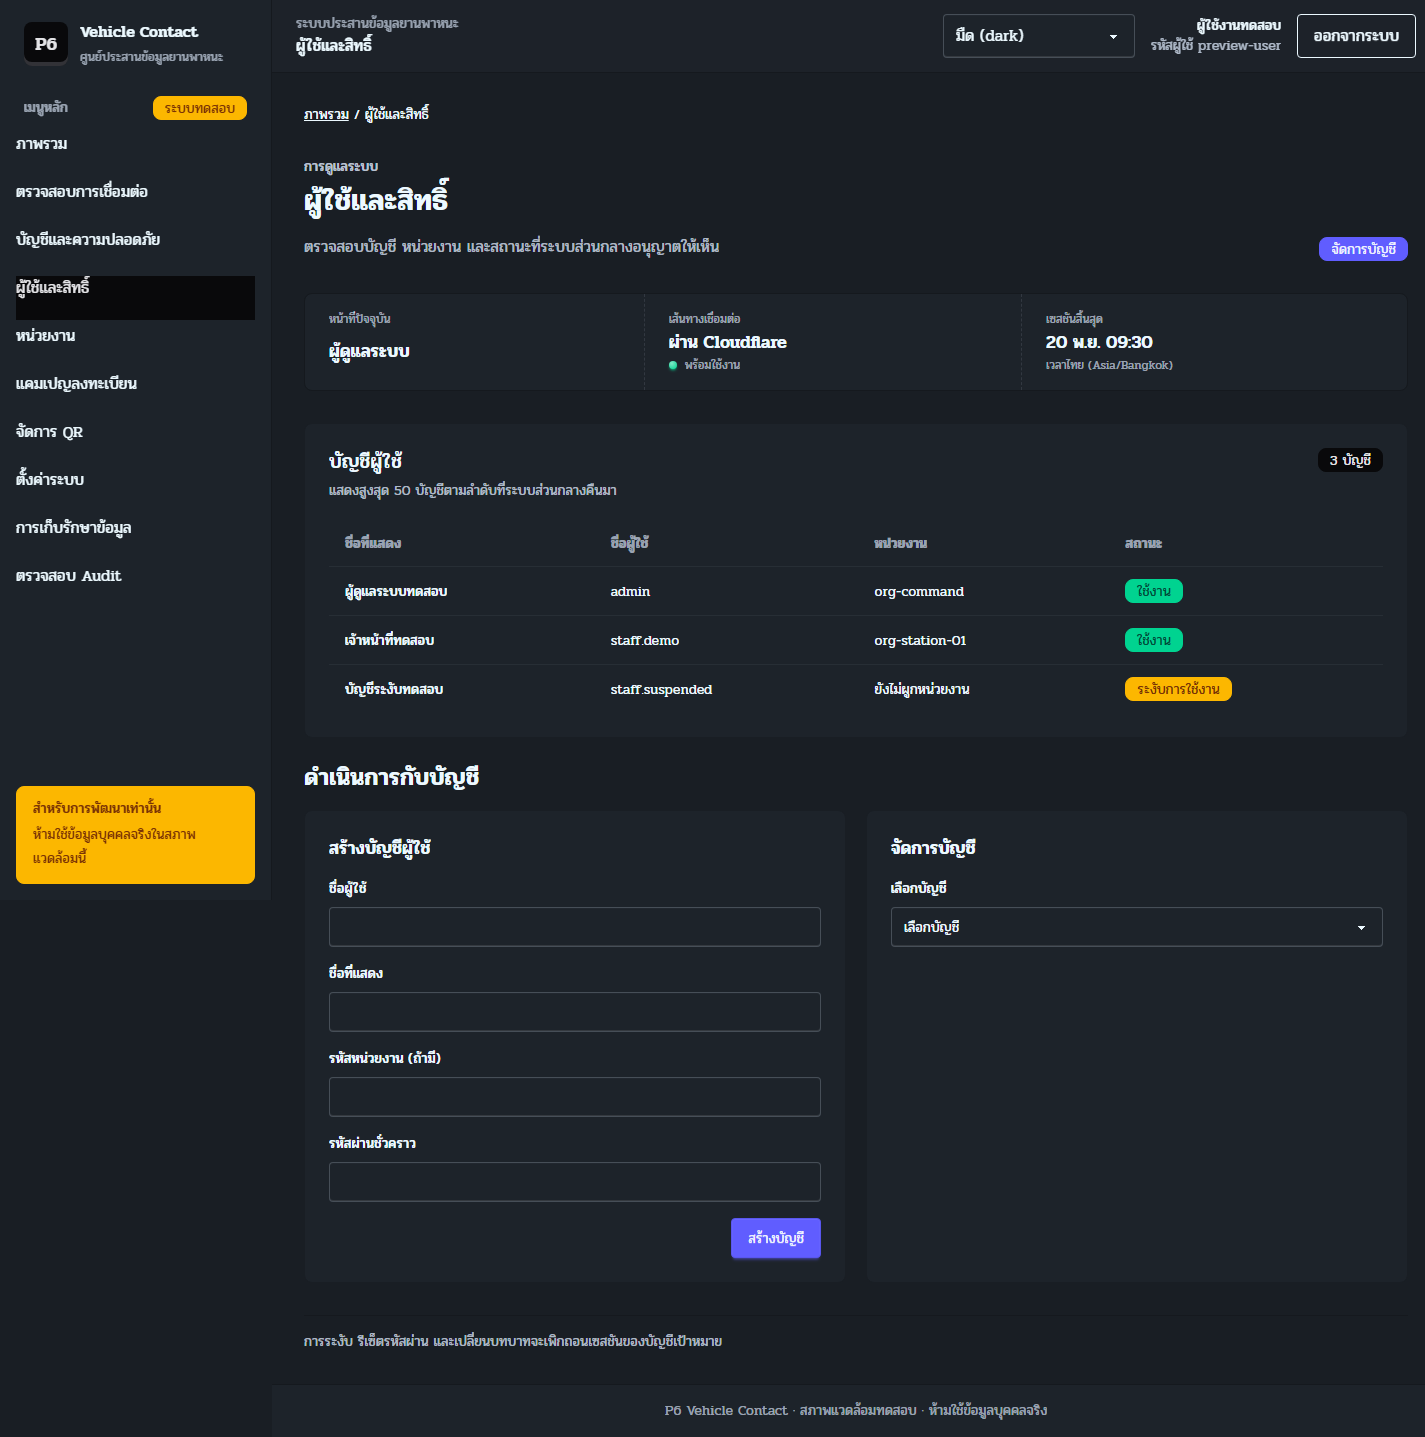 P6
Vehicle Contact
ศูนย์ประสานข้อมูลยานพาหนะ
เมนูหลัก
ระบบทดสอบ
ภาพรวม
ตรวจสอบการเชื่อมต่อ
บัญชีและความปลอดภัย
ผู้ใช้และสิทธิ์
หน่วยงาน
แคมเปญลงทะเบียน
จัดการ QR
ตั้งค่าระบบ
การเก็บรักษาข้อมูล
ตรวจสอบ Audit
สำหรับการพัฒนาเท่านั้น
ห้ามใช้ข้อมูลบุคคลจริงในสภาพ
แวดล้อมนี้
ระบบประสานข้อมูลยานพาหนะ
ผู้ใช้และสิทธิ์
มืด (dark)
ผู้ใช้งานทดสอบ
รหัสผู้ใช้ preview-user
ออกจากระบบ
ภาพรวม / ผู้ใช้และสิทธิ์
การดูแลระบบ
ผู้ใช้และสิทธิ์
ตรวจสอบบัญชี หน่วยงาน และสถานะที่ระบบส่วนกลางอนุญาตให้เห็น
จัดการบัญชี
หน้าที่ปัจจุบัน
ผู้ดูแลระบบ
เส้นทางเชื่อมต่อ
ผ่าน Cloudflare
พร้อมใช้งาน
เซสชันสิ้นสุด
20 พ.ย. 09:30
เวลาไทย (Asia/Bangkok)
บัญชีผู้ใช้
3 บัญชี
แสดงสูงสุด 50 บัญชีตามลำดับที่ระบบส่วนกลางคืนมา
ชื่อที่แสดง ชื่อผู้ใช้ หน่วยงาน สถานะ
ผู้ดูแลระบบทดสอบ admin org-command ใช้งาน
เจ้าหน้าที่ทดสอบ staff.demo org-station-01 ใช้งาน
บัญชีระงับทดสอบ staff.suspended ยังไม่ผูกหน่วยงาน ระงับการใช้งาน
ดำเนินการกับบัญชี
สร้างบัญชีผู้ใช้
ชื่อผู้ใช้
ชื่อที่แสดง
รหัสหน่วยงาน (ถ้ามี)
รหัสผ่านชั่วคราว
สร้างบัญชี
จัดการบัญชี
เลือกบัญชี
เลือกบัญชี
การระงับ รีเซ็ตรหัสผ่าน และเปลี่ยนบทบาทจะเพิกถอนเซสชันของบัญชีเป้าหมาย
P6 Vehicle Contact · สภาพแวดล้อมทดสอบ · ห้ามใช้ข้อมูลบุคคลจริง